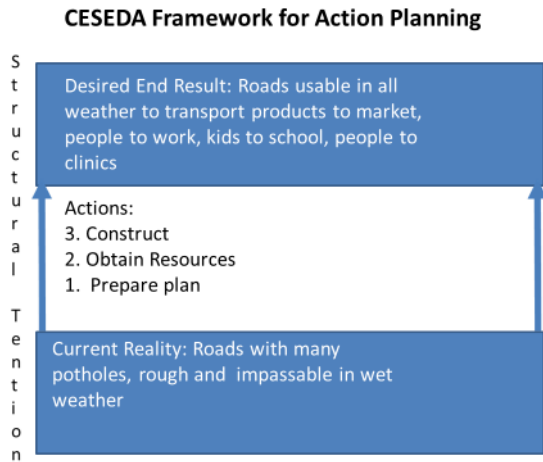 CESEDA Framework for Action Planning
Structural Tention
Desired End Result: Roads usable in all
weather to transport products to market,
people to work, kids to school, people to
clinics
Actions:
3. Construct
2. Obtain Resources
1. Prepare plan
Current Reality: Roads with many
potholes, rough and impassable in wet
weather